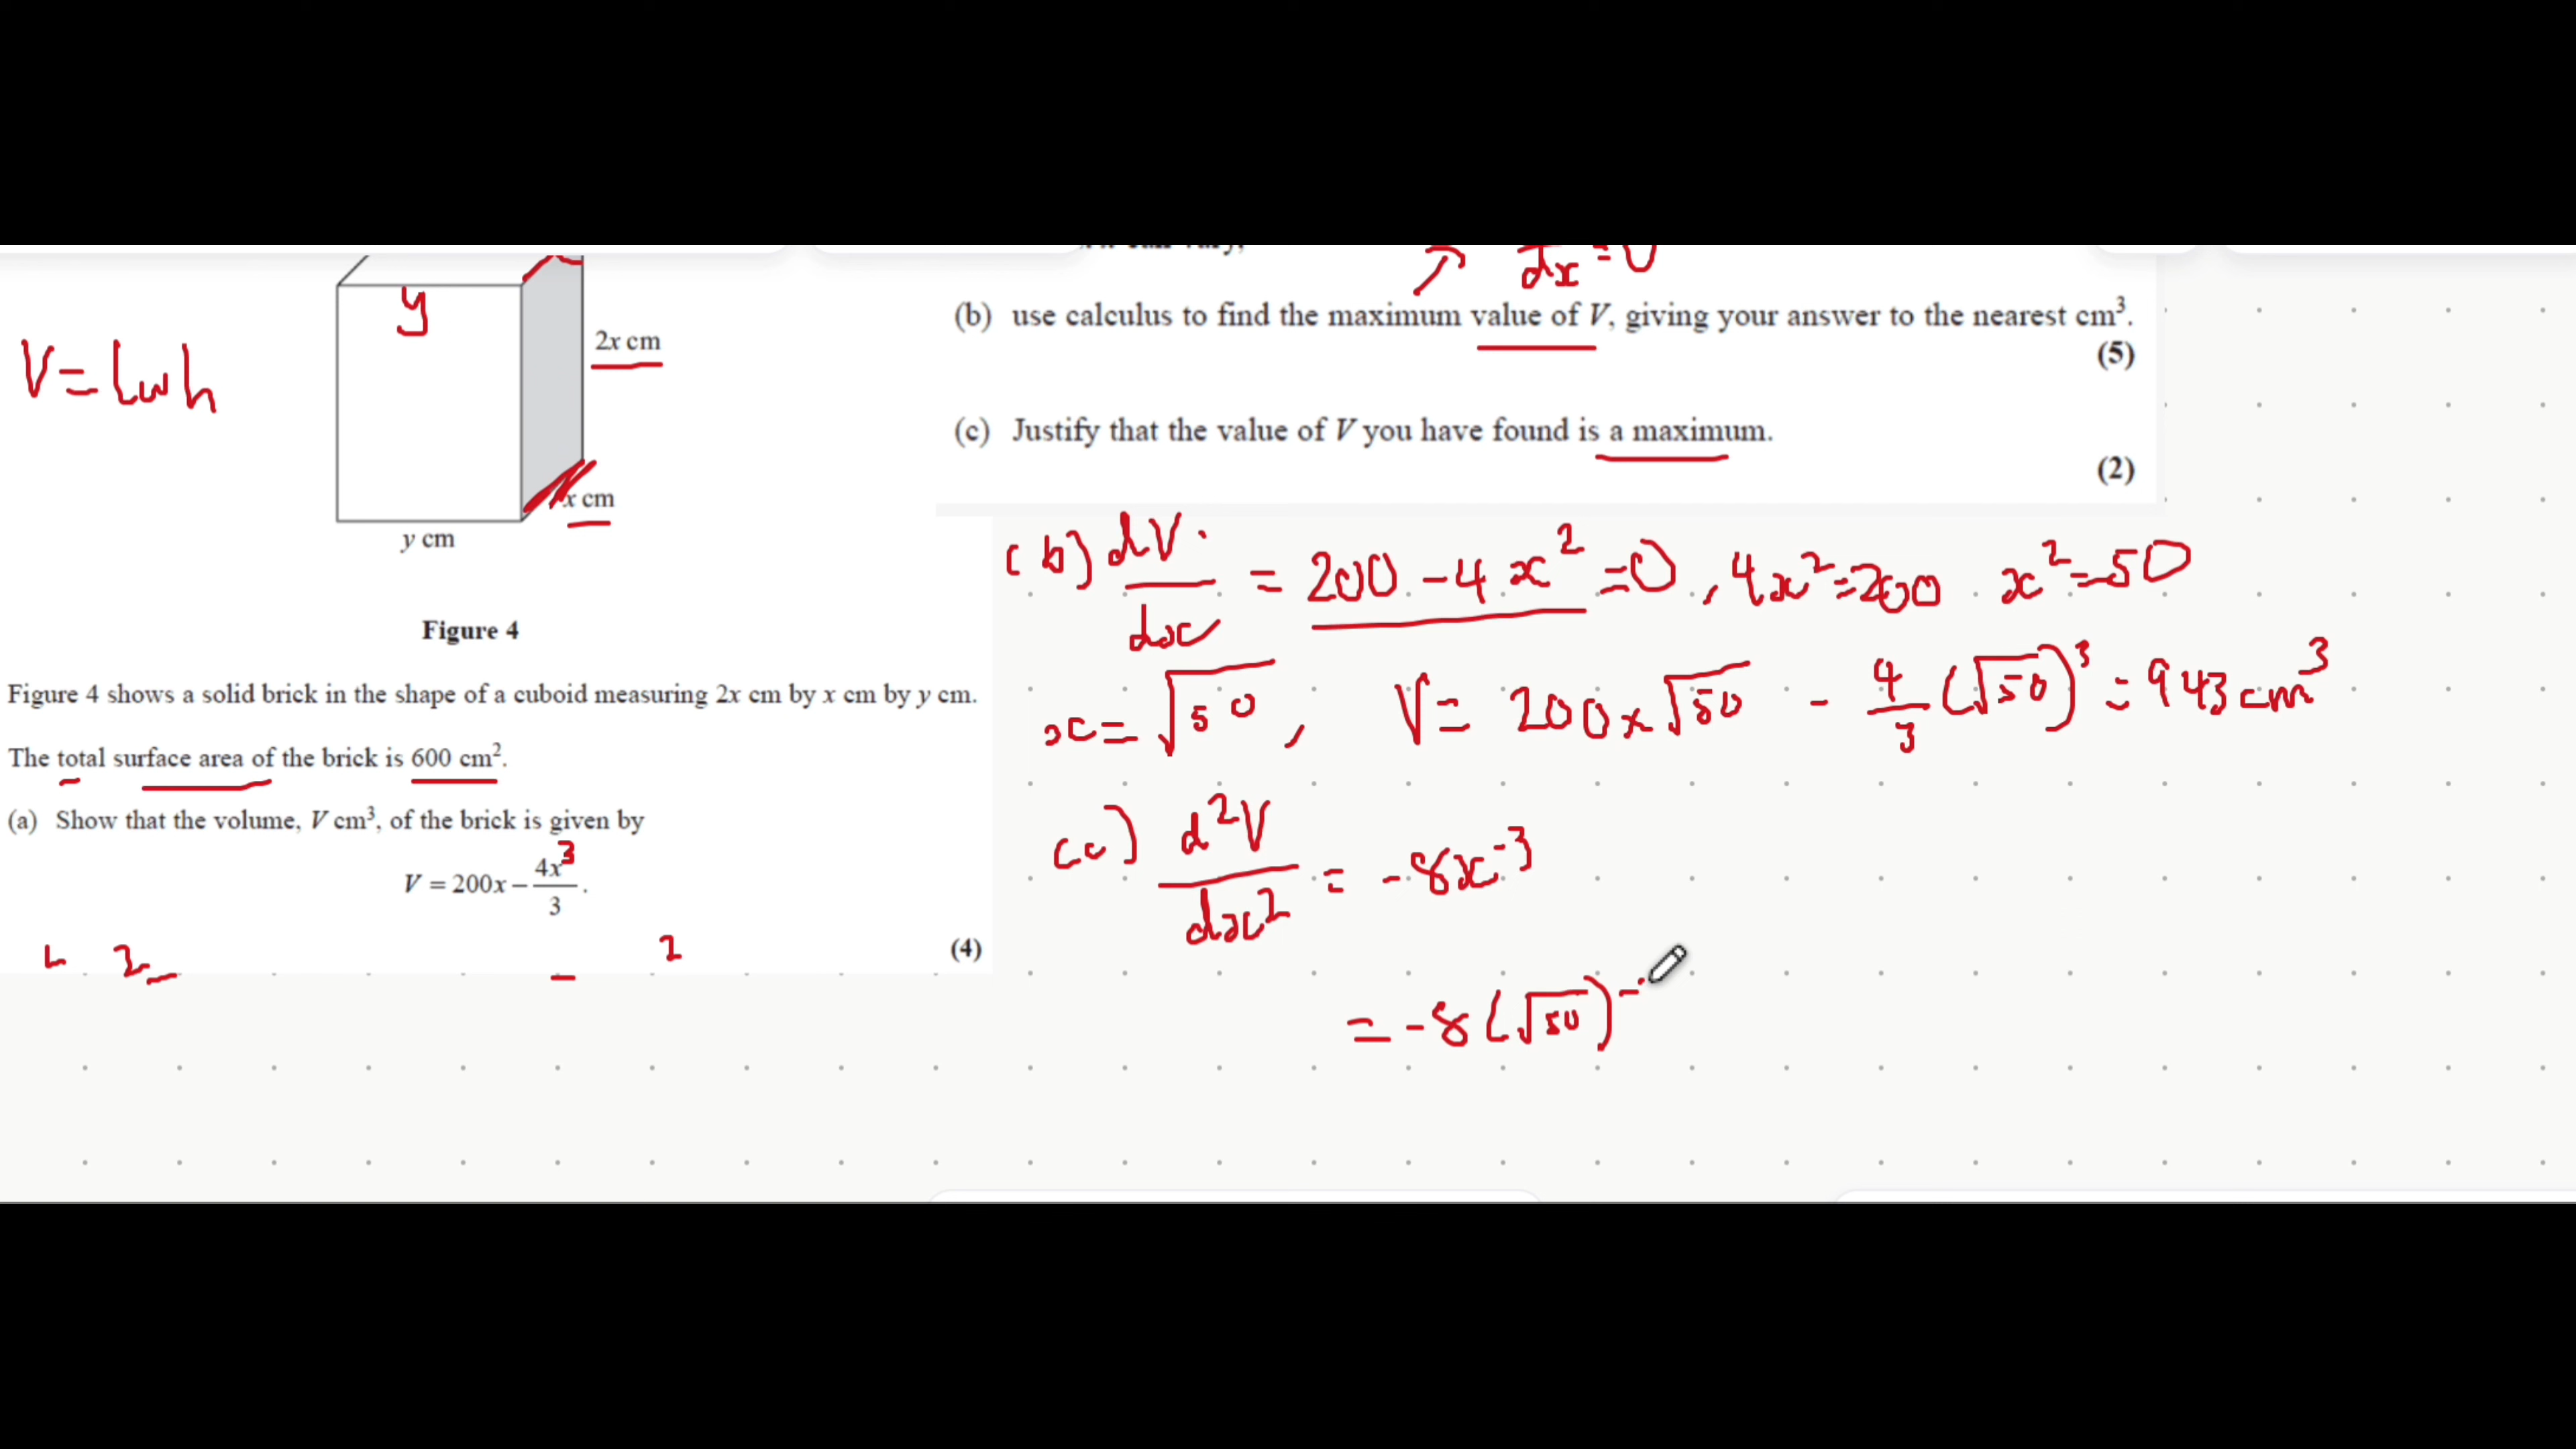 y
2x cm
V = lwh
x cm
y cm
Figure 4
Figure 4 shows a solid brick in the shape of a cuboid measuring 2x cm by x cm by y cm.
The total surface area of the brick is 600 cm².
(a) Show that the volume, V cm³, of the brick is given by
V = 200x − 4x³/3.
(4)
dx = 0
(b) use calculus to find the maximum value of V, giving your answer to the nearest cm³.
(5)
(c) Justify that the value of V you have found is a maximum.
(2)
(b) dV/dx = 200 − 4x² = 0, 4x² = 200 x² = 50
x = √50, V = 200 × √50 − 4/3 (√50)³ = 943 cm³
(c) d²V/dx² = −8x⁻³
= −8(√50)⁻